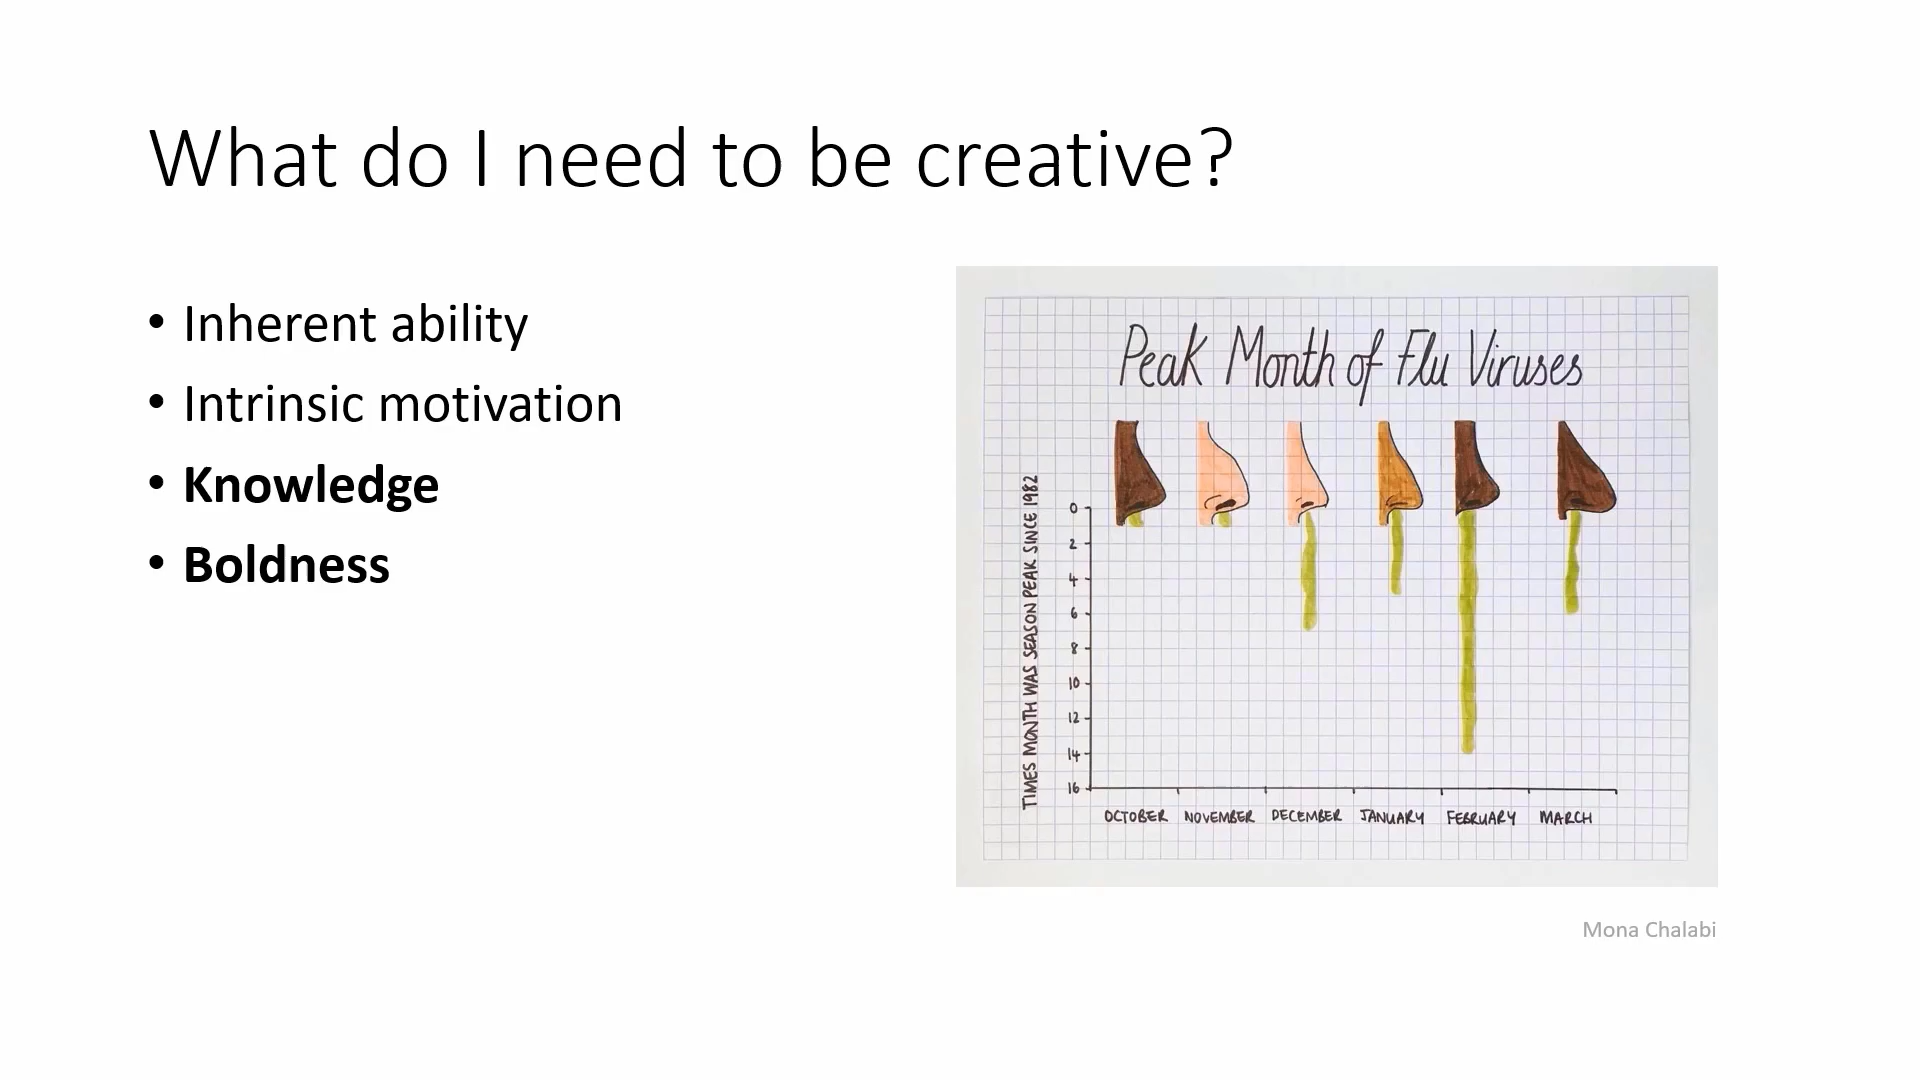 What do I need to be creative?
• Inherent ability
• Intrinsic motivation
• Knowledge
• Boldness
Peak Month of Flu Viruses
TIMES MONTH WAS SEASON PEAK SINCE 1982
0
2
4
6
8
10
12
14
16
OCTOBER NOVEMBER DECEMBER JANUARY FEBRUARY MARCH
Mona Chalabi